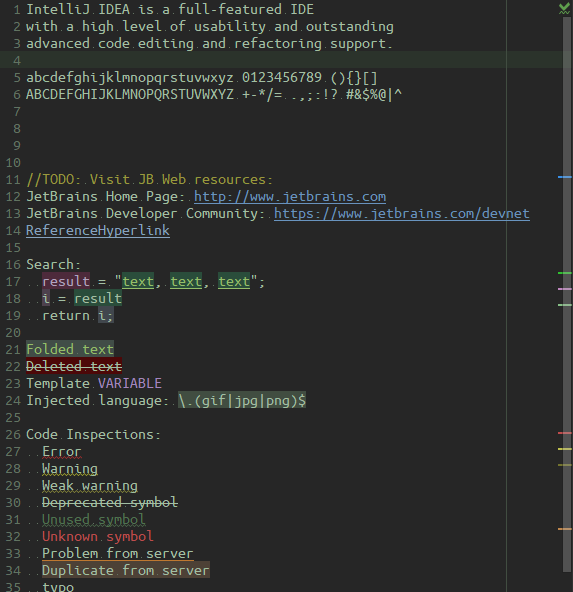 1 IntelliJ IDEA is a full-featured IDE
2 with a high level of usability and outstanding
3 advanced code editing and refactoring support.
4
5 abcdefghijklmnopqrstuvwxyz 0123456789 (){}[]
6 ABCDEFGHIJKLMNOPQRSTUVWXYZ +-*/= .,;:!? #&$%@|^
7
8
9
10
11 //TODO: Visit JB Web resources:
12 JetBrains Home Page: http://www.jetbrains.com
13 JetBrains Developer Community: https://www.jetbrains.com/devnet
14 ReferenceHyperlink
15
16 Search:
17   result = "text, text, text";
18   i = result
19   return i;
20
21 Folded text
22 Deleted text
23 Template VARIABLE
24 Injected language: \.(gif|jpg|png)$
25
26 Code Inspections:
27   Error
28   Warning
29   Weak warning
30   Deprecated symbol
31   Unused symbol
32   Unknown symbol
33   Problem from server
34   Duplicate from server
35   typo